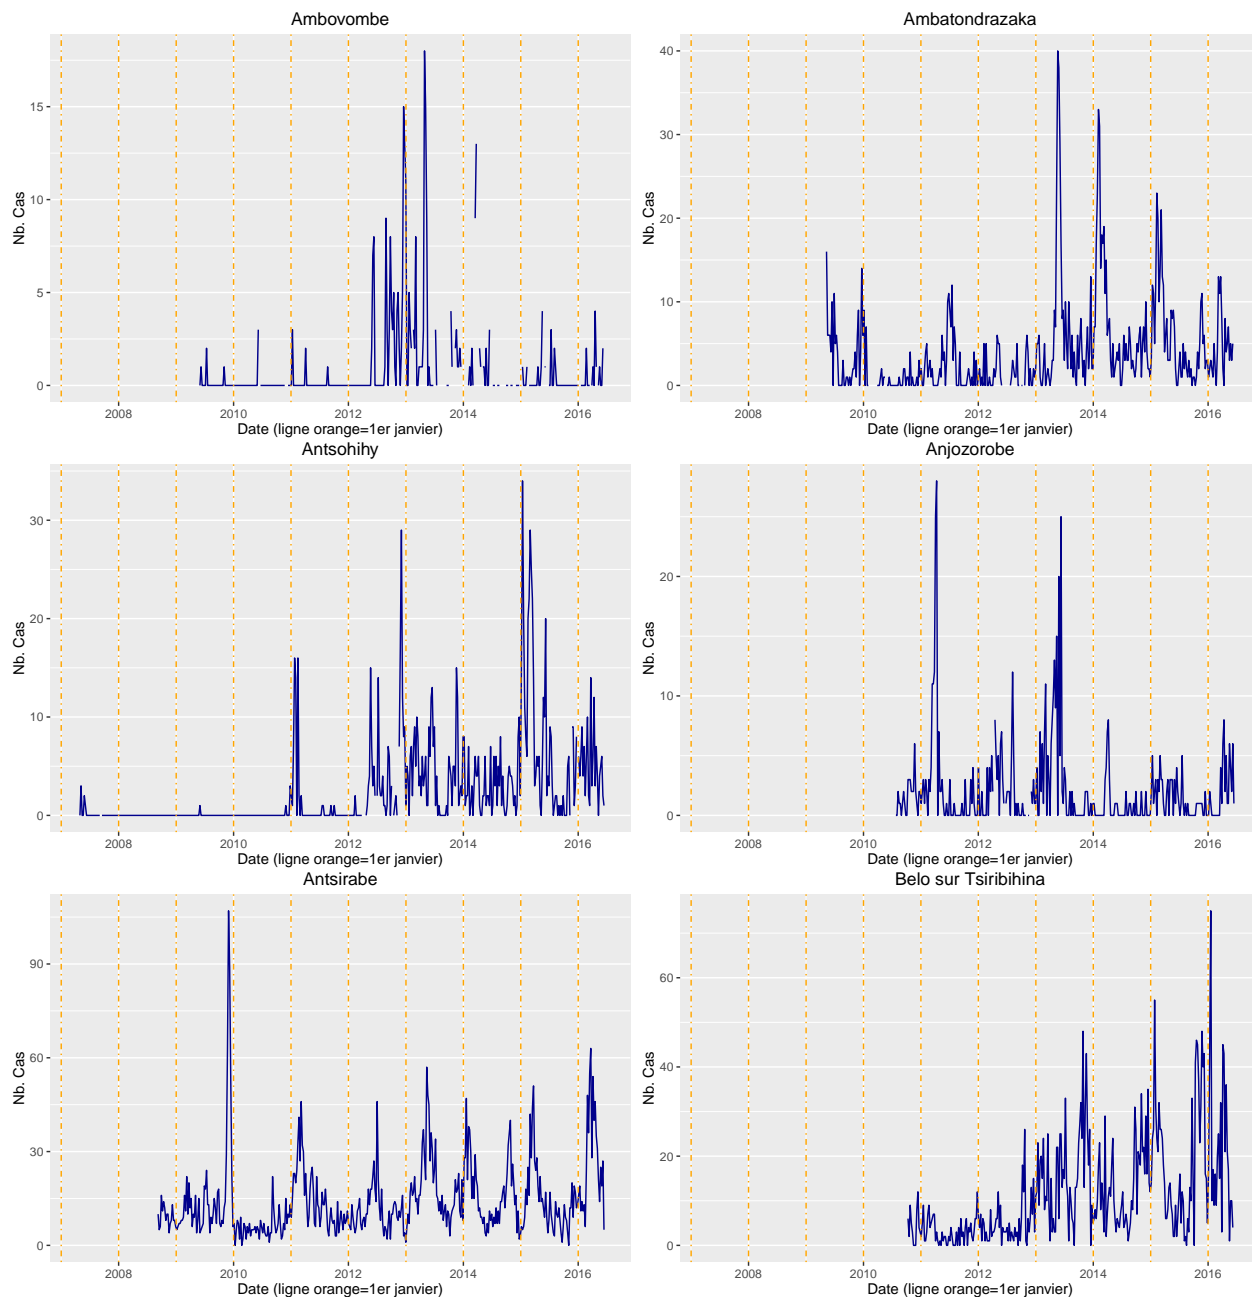 Ambovombe
Nb. Cas
15
10
5
0
2008 2010 2012 2014 2016
Date (ligne orange=1er janvier)
Ambatondrazaka
Nb. Cas
40
30
20
10
0
2008 2010 2012 2014 2016
Date (ligne orange=1er janvier)
Antsohihy
Nb. Cas
30
20
10
0
2008 2010 2012 2014 2016
Date (ligne orange=1er janvier)
Anjozorobe
Nb. Cas
20
10
0
2008 2010 2012 2014 2016
Date (ligne orange=1er janvier)
Antsirabe
Nb. Cas
90
60
30
0
2008 2010 2012 2014 2016
Date (ligne orange=1er janvier)
Belo sur Tsiribihina
Nb. Cas
60
40
20
0
2008 2010 2012 2014 2016
Date (ligne orange=1er janvier)